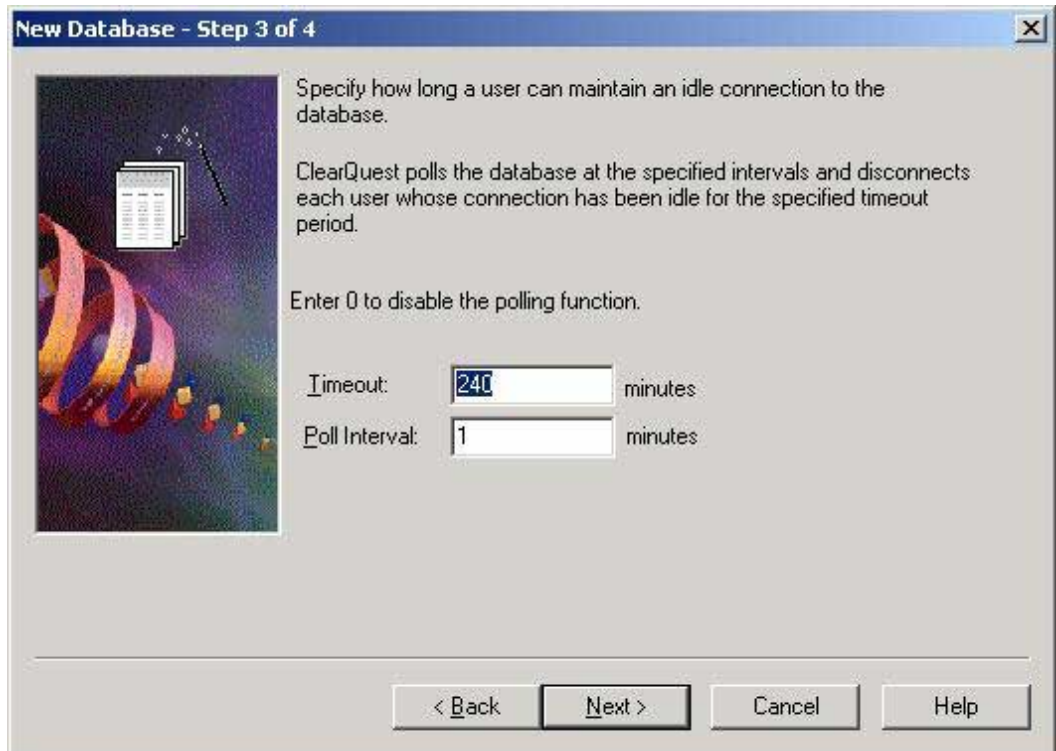 New Database - Step 3 of 4
Specify how long a user can maintain an idle connection to the
database.
ClearQuest polls the database at the specified intervals and disconnects
each user whose connection has been idle for the specified timeout
period.
Enter 0 to disable the polling function.
Timeout: 240 minutes
Poll Interval: 1 minutes
< Back Next > Cancel Help